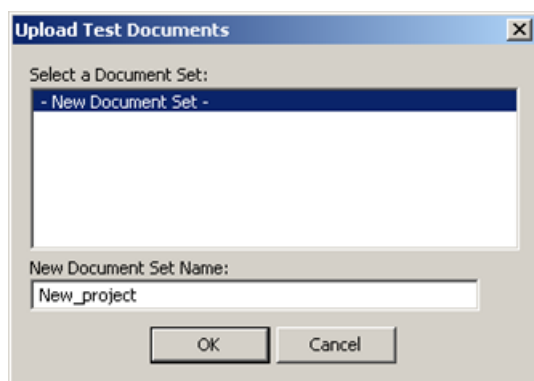 Upload Test Documents
Select a Document Set:
- New Document Set -
New Document Set Name:
New_project
OK Cancel